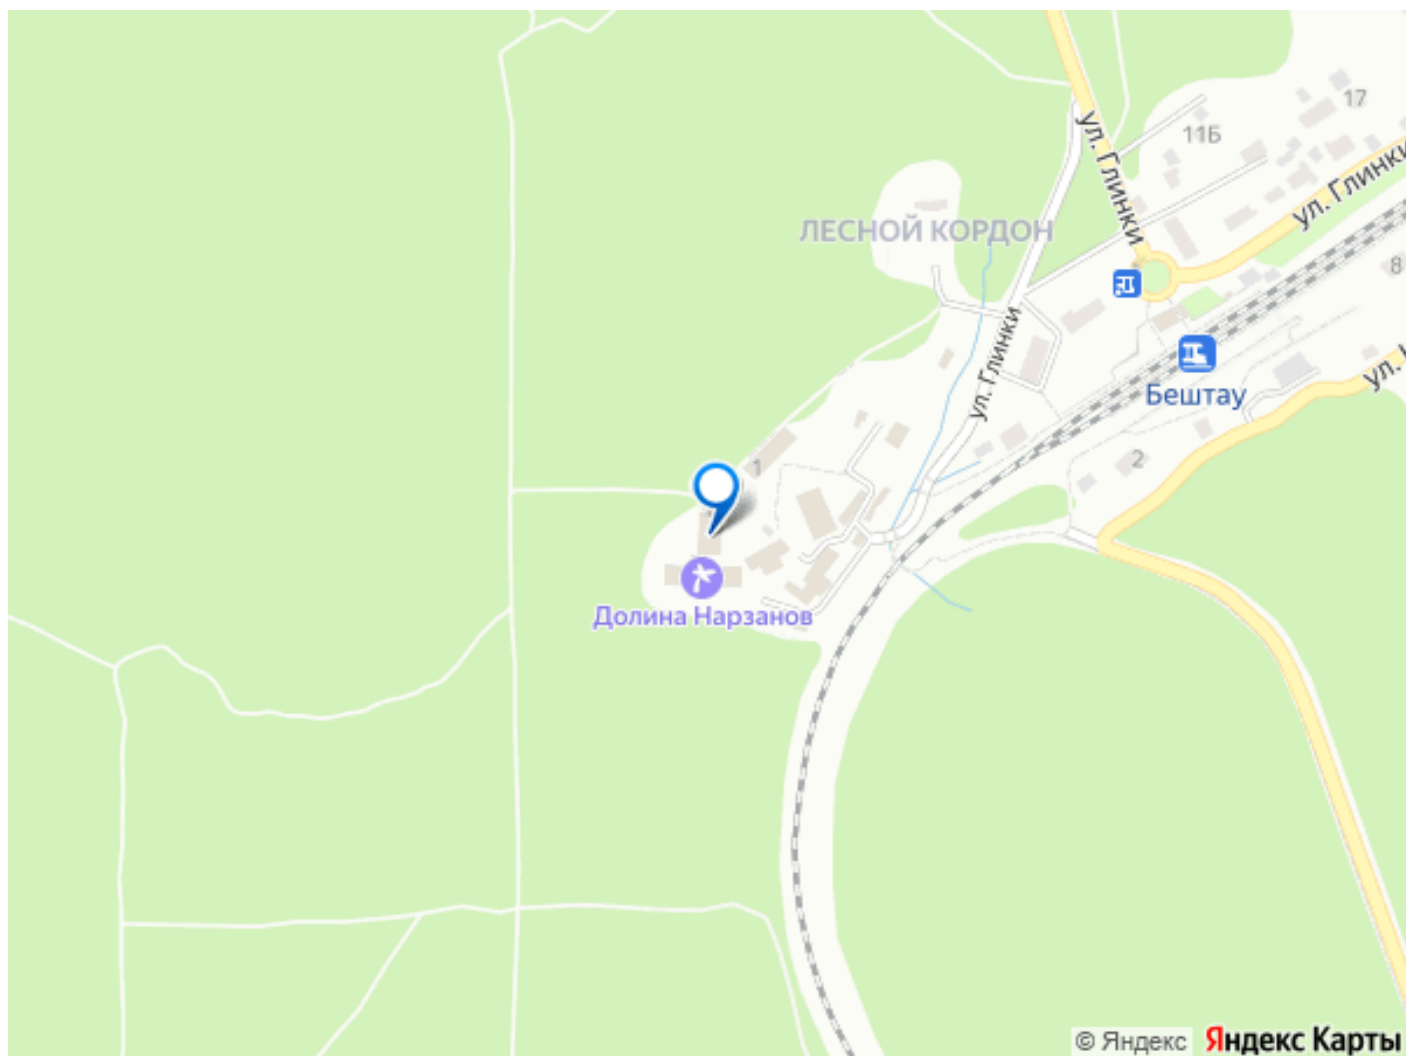 17
11Б
ул. Глинки
ул. Глинки
ЛЕСНОЙ КОРДОН
8
ул. Глинки
Бештау
ул.
1
2
Долина Нарзанов
© Яндекс Яндекс Карты